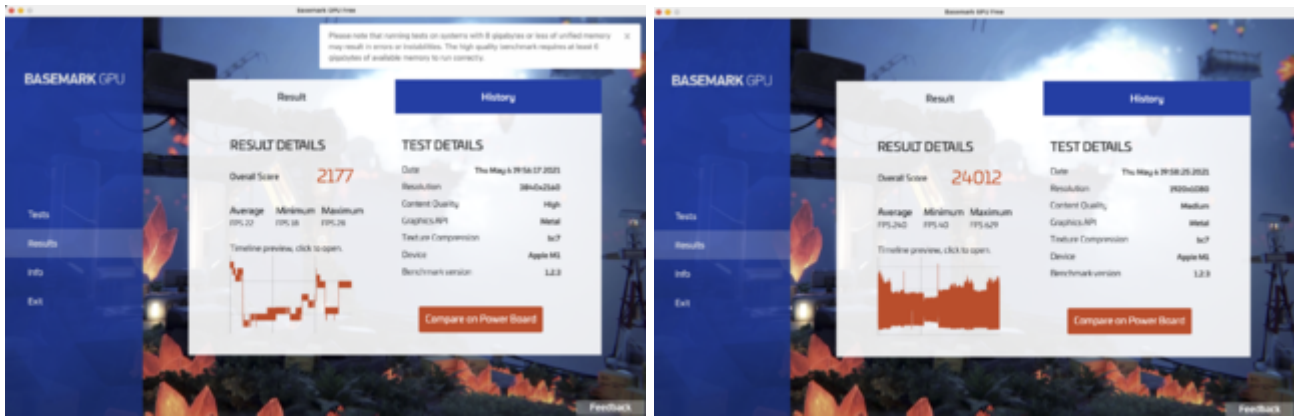 Basemark GPU Free
Please note that running tests on systems with 8 gigabytes or less of unified memory
may result in errors or instabilities. The high quality benchmark requires at least 6
gigabytes of available memory to run correctly.
BASEMARK GPU
Result
History
RESULT DETAILS
Overall Score 2177
Average Minimum Maximum
FPS 22 FPS 18 FPS 28
Timeline preview, click to open.
TEST DETAILS
Date Thu May 6 19:56:17 2021
Resolution 3840x2160
Content Quality High
Graphics API Metal
Texture Compression bc7
Device Apple M1
Benchmark version 1.2.3
Compare on Power Board
Tests
Results
Info
Exit
Feedback
Basemark GPU Free
BASEMARK GPU
Result
History
RESULT DETAILS
Overall Score 24012
Average Minimum Maximum
FPS 240 FPS 40 FPS 629
Timeline preview, click to open.
TEST DETAILS
Date Thu May 6 19:58:25 2021
Resolution 1920x1080
Content Quality Medium
Graphics API Metal
Texture Compression bc7
Device Apple M1
Benchmark version 1.2.3
Compare on Power Board
Tests
Results
Info
Exit
Feedback